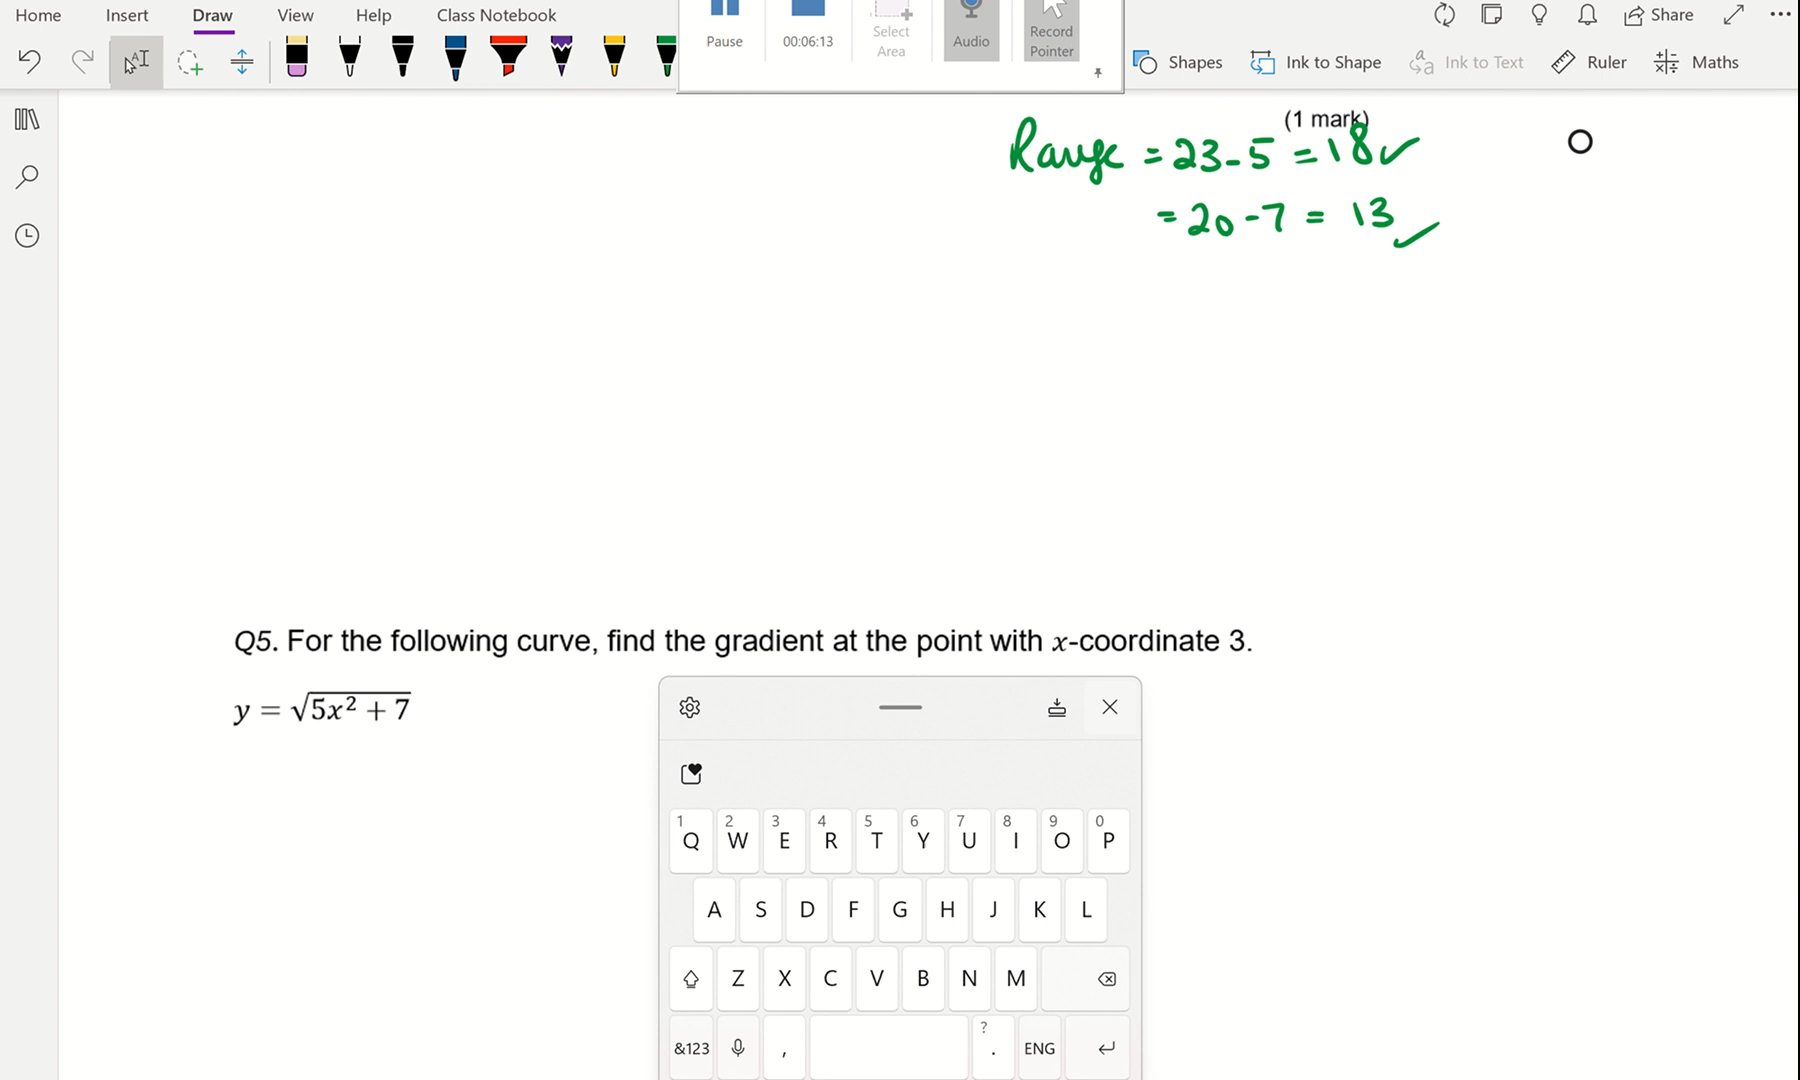 Home Insert Draw View Help Class Notebook
Share
Pause
00:06:13
Select Area
Audio
Record Pointer
Shapes Ink to Shape Ink to Text Ruler Maths
(1 mark)
Range = 23 - 5 = 18 ✓
= 20 - 7 = 13 ✓
Q5. For the following curve, find the gradient at the point with x-coordinate 3.
y = √(5x² + 7)
1 2 3 4 5 6 7 8 9 0
Q W E R T Y U I O P
A S D F G H J K L
Z X C V B N M
?
&123 , . ENG